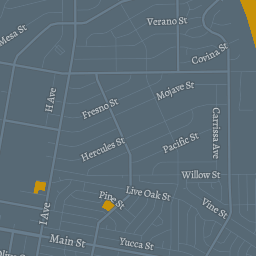 Verano St
Mesa St
Covina St
Mojave St
H Ave
Fresno St
Carrissa Ave
Pacific St
Hercules St
Willow St
Live Oak St
Pine St
Vine St
I Ave
Main St
Yucca St